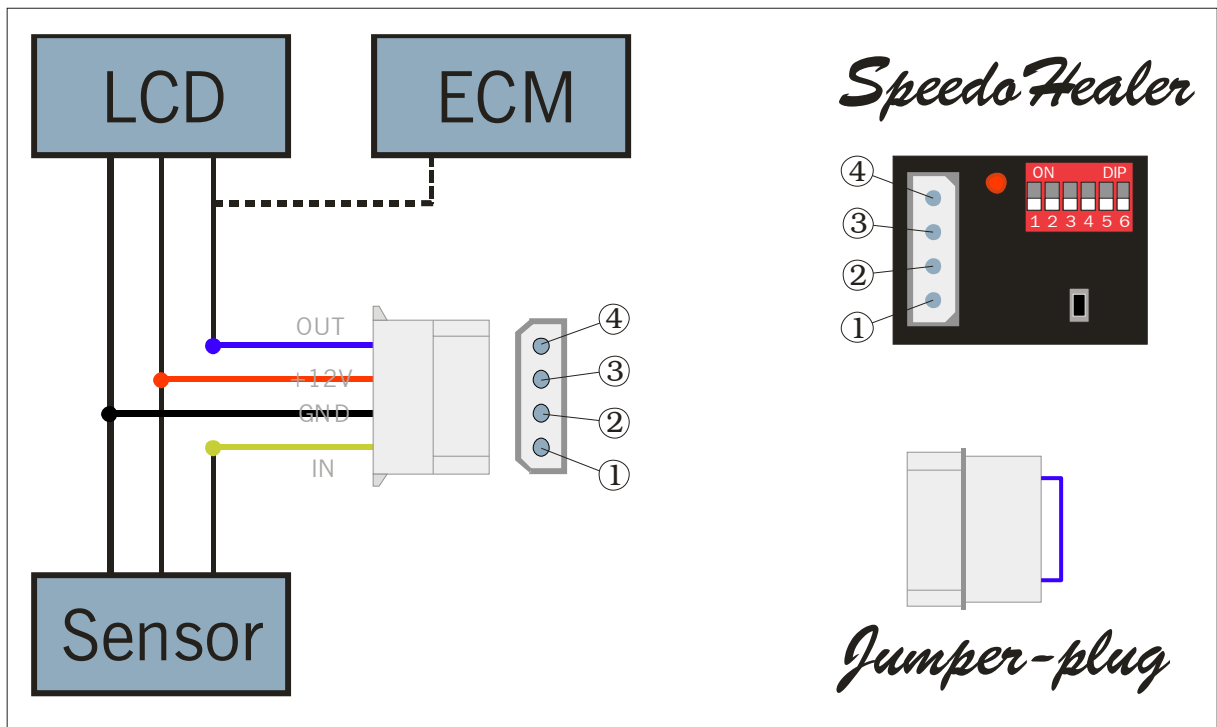 LCD
ECM
SpeedoHealer
ON DIP
1 2 3 4 5 6
④
③
②
①
OUT
+12V
GND
IN
④
③
②
①
Sensor
Jumper-plug